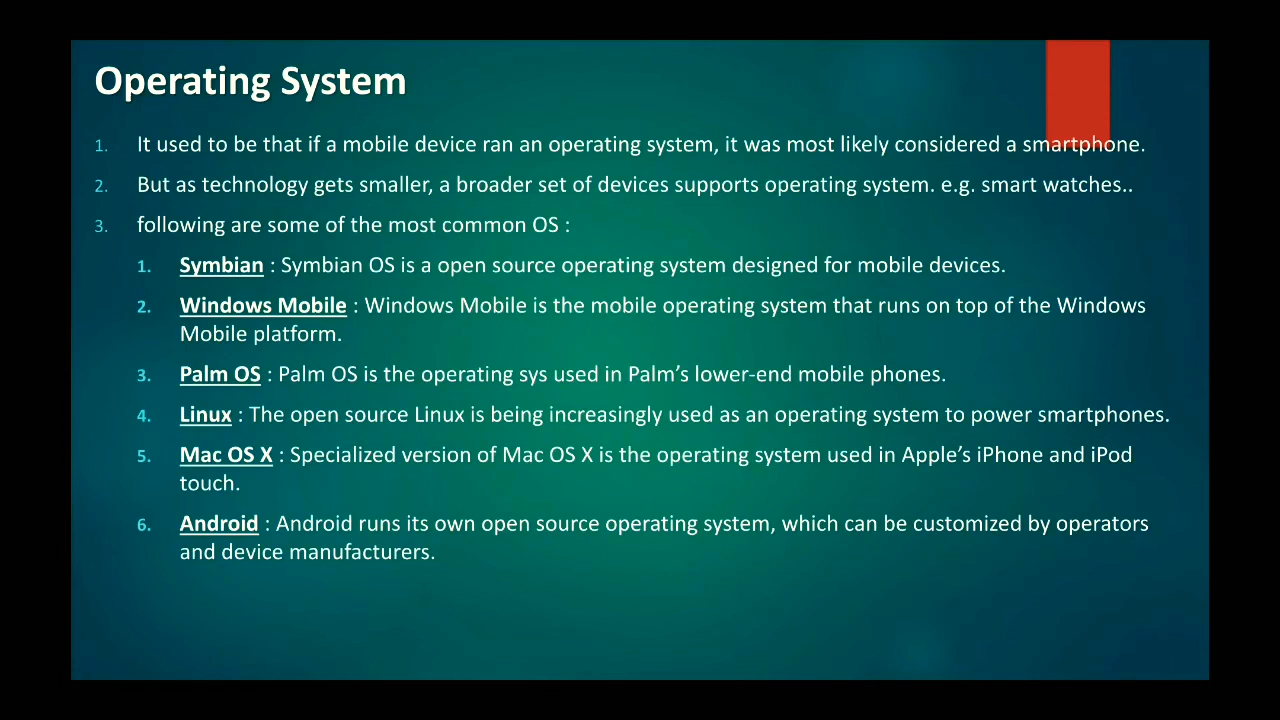 Operating System
1. It used to be that if a mobile device ran an operating system, it was most likely considered a smartphone.
2. But as technology gets smaller, a broader set of devices supports operating system. e.g. smart watches..
3. following are some of the most common OS :
1. Symbian : Symbian OS is a open source operating system designed for mobile devices.
2. Windows Mobile : Windows Mobile is the mobile operating system that runs on top of the Windows
Mobile platform.
3. Palm OS : Palm OS is the operating sys used in Palm’s lower-end mobile phones.
4. Linux : The open source Linux is being increasingly used as an operating system to power smartphones.
5. Mac OS X : Specialized version of Mac OS X is the operating system used in Apple’s iPhone and iPod
touch.
6. Android : Android runs its own open source operating system, which can be customized by operators
and device manufacturers.